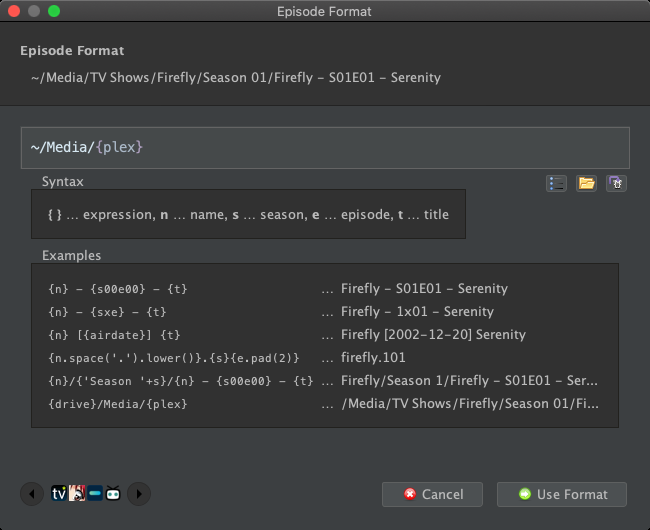 Episode Format
Episode Format
~/Media/TV Shows/Firefly/Season 01/Firefly - S01E01 - Serenity
~/Media/{plex}
Syntax
{ } ... expression, n ... name, s ... season, e ... episode, t ... title
Examples
{n} - {s00e00} - {t} ... Firefly - S01E01 - Serenity
{n} - {sxe} - {t} ... Firefly - 1x01 - Serenity
{n} [{airdate}] {t} ... Firefly [2002-12-20] Serenity
{n.space('.').lower()}.{s}{e.pad(2)} ... firefly.101
{n}/{'Season '+s}/{n} - {s00e00} - {t} ... Firefly/Season 1/Firefly - S01E01 - Ser...
{drive}/Media/{plex} ... /Media/TV Shows/Firefly/Season 01/Fi...
tv
Cancel
Use Format